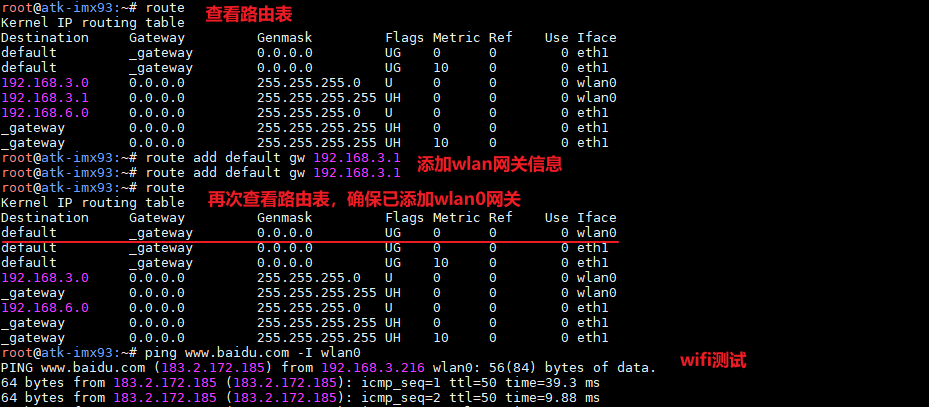 root@atk-imx93:~# route
查看路由表
Kernel IP routing table
Destination Gateway Genmask Flags Metric Ref Use Iface
default _gateway 0.0.0.0 UG 0 0 0 eth1
default _gateway 0.0.0.0 UG 10 0 0 eth1
192.168.3.0 0.0.0.0 255.255.255.0 U 0 0 0 wlan0
192.168.3.1 0.0.0.0 255.255.255.255 UH 0 0 0 wlan0
192.168.6.0 0.0.0.0 255.255.255.0 U 0 0 0 eth1
_gateway 0.0.0.0 255.255.255.255 UH 0 0 0 eth1
_gateway 0.0.0.0 255.255.255.255 UH 10 0 0 eth1
root@atk-imx93:~# route add default gw 192.168.3.1
添加wlan网关信息
root@atk-imx93:~# route add default gw 192.168.3.1
root@atk-imx93:~# route
再次查看路由表，确保已添加wlan0网关
Kernel IP routing table
Destination Gateway Genmask Flags Metric Ref Use Iface
default _gateway 0.0.0.0 UG 0 0 0 wlan0
default _gateway 0.0.0.0 UG 0 0 0 eth1
default _gateway 0.0.0.0 UG 10 0 0 eth1
192.168.3.0 0.0.0.0 255.255.255.0 U 0 0 0 wlan0
_gateway 0.0.0.0 255.255.255.255 UH 0 0 0 wlan0
192.168.6.0 0.0.0.0 255.255.255.0 U 0 0 0 eth1
_gateway 0.0.0.0 255.255.255.255 UH 0 0 0 eth1
_gateway 0.0.0.0 255.255.255.255 UH 10 0 0 eth1
root@atk-imx93:~# ping www.baidu.com -I wlan0
wifi测试
PING www.baidu.com (183.2.172.185) from 192.168.3.216 wlan0: 56(84) bytes of data.
64 bytes from 183.2.172.185 (183.2.172.185): icmp_seq=1 ttl=50 time=39.3 ms
64 bytes from 183.2.172.185 (183.2.172.185): icmp_seq=2 ttl=50 time=9.88 ms